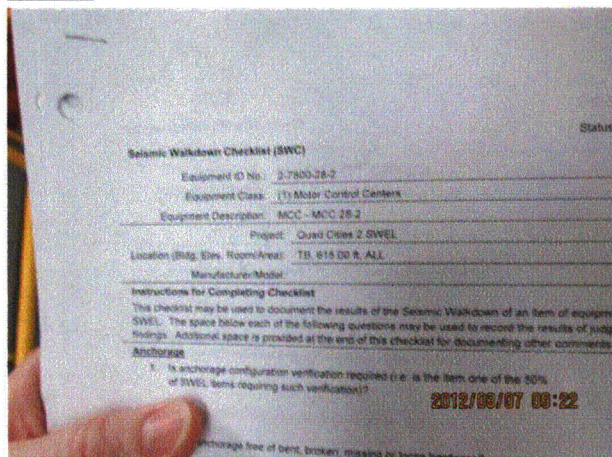 Status
Seismic Walkdown Checklist (SWC)
Equipment ID No.: 2-7800-28-2
Equipment Class: (1) Motor Control Centers
Equipment Description: MCC - MCC 28-2
Project: Quad Cities 2 SWEL
Location (Bldg, Elev, Room/Area): TB, 615.00 ft, ALL
Manufacturer/Model:
Instructions for Completing Checklist
This checklist may be used to document the results of the Seismic Walkdown of an item of equipm
SWEL. The space below each of the following questions may be used to record the results of judg
findings. Additional space is provided at the end of this checklist for documenting other comments
Anchorage
1. Is anchorage configuration verification required (i.e. is the item one of the 50%
of SWEL items requiring such verification)?
2012/08/07 09:22
anchorage free of bent, broken, missing or loose hardware?